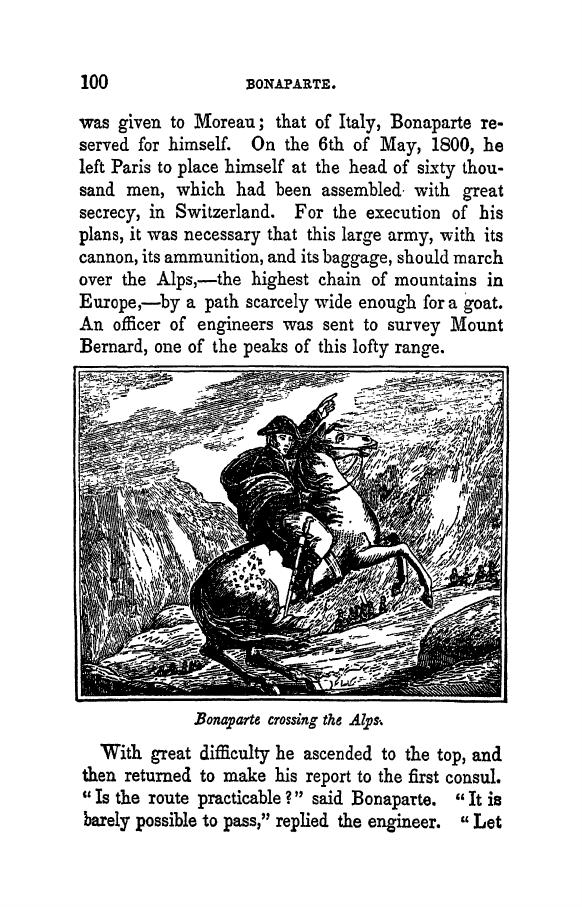 100 BONAPARTE.
was given to Moreau; that of Italy, Bonaparte re-
served for himself. On the 6th of May, 1800, he
left Paris to place himself at the head of sixty thou-
sand men, which had been assembled with great
secrecy, in Switzerland. For the execution of his
plans, it was necessary that this large army, with its
cannon, its ammunition, and its baggage, should march
over the Alps,—the highest chain of mountains in
Europe,—by a path scarcely wide enough for a goat.
An officer of engineers was sent to survey Mount
Bernard, one of the peaks of this lofty range.
Bonaparte crossing the Alps.
With great difficulty he ascended to the top, and
then returned to make his report to the first consul.
"Is the route practicable?" said Bonaparte. "It is
barely possible to pass," replied the engineer. "Let